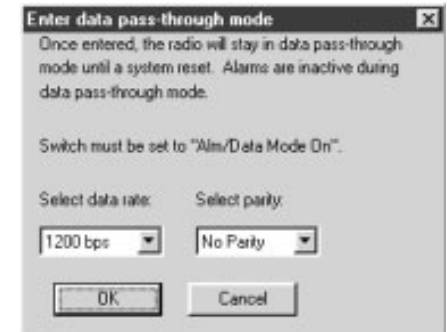 Enter data pass-through mode
Once entered, the radio will stay in data pass-through
mode until a system reset. Alarms are inactive during
data pass-through mode.
Switch must be set to "Alm/Data Mode On".
Select data rate: Select parity:
1200 bps No Parity
OK Cancel